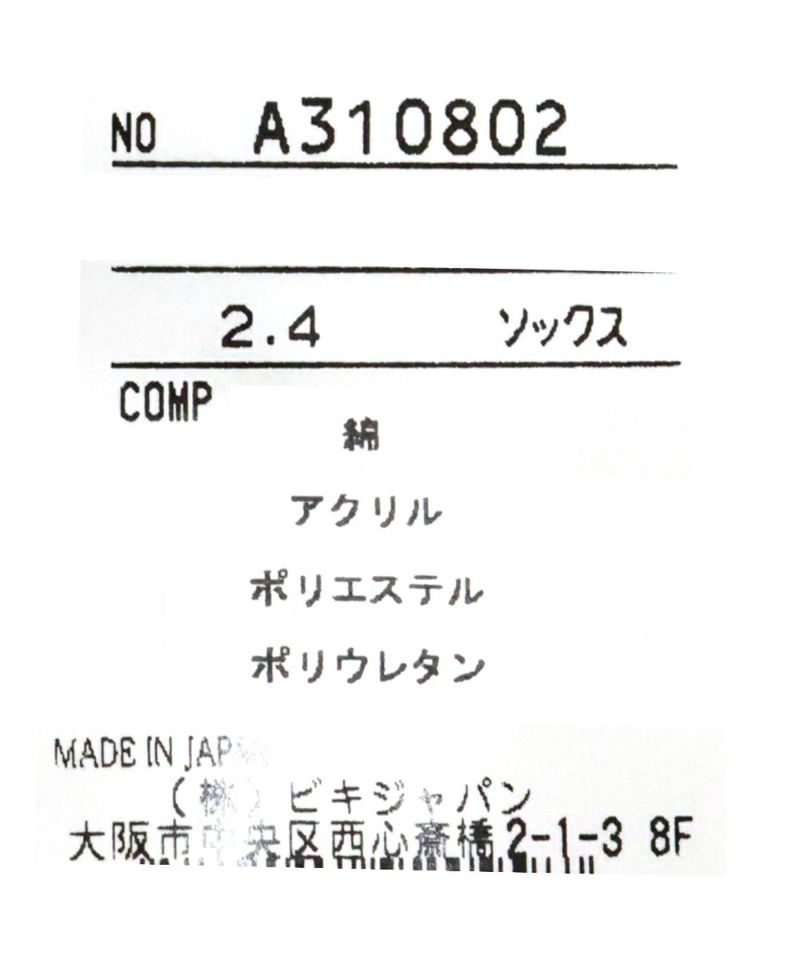 NO A310802
2.4 ソックス
COMP
綿
アクリル
ポリエステル
ポリウレタン
MADE IN JAP
(株)ビキジャパン
大阪市中央区西心斎橋2-1-3 8F